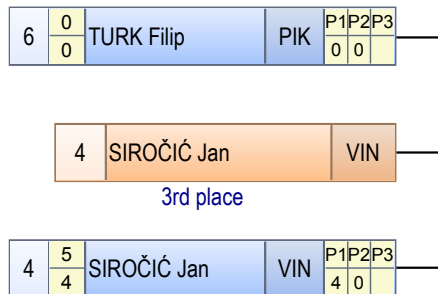 6 0 0 TURK Filip PIK P1 P2 P3 0 0
4 SIROČIĆ Jan VIN
3rd place
4 5 4 SIROČIĆ Jan VIN P1 P2 P3 4 0